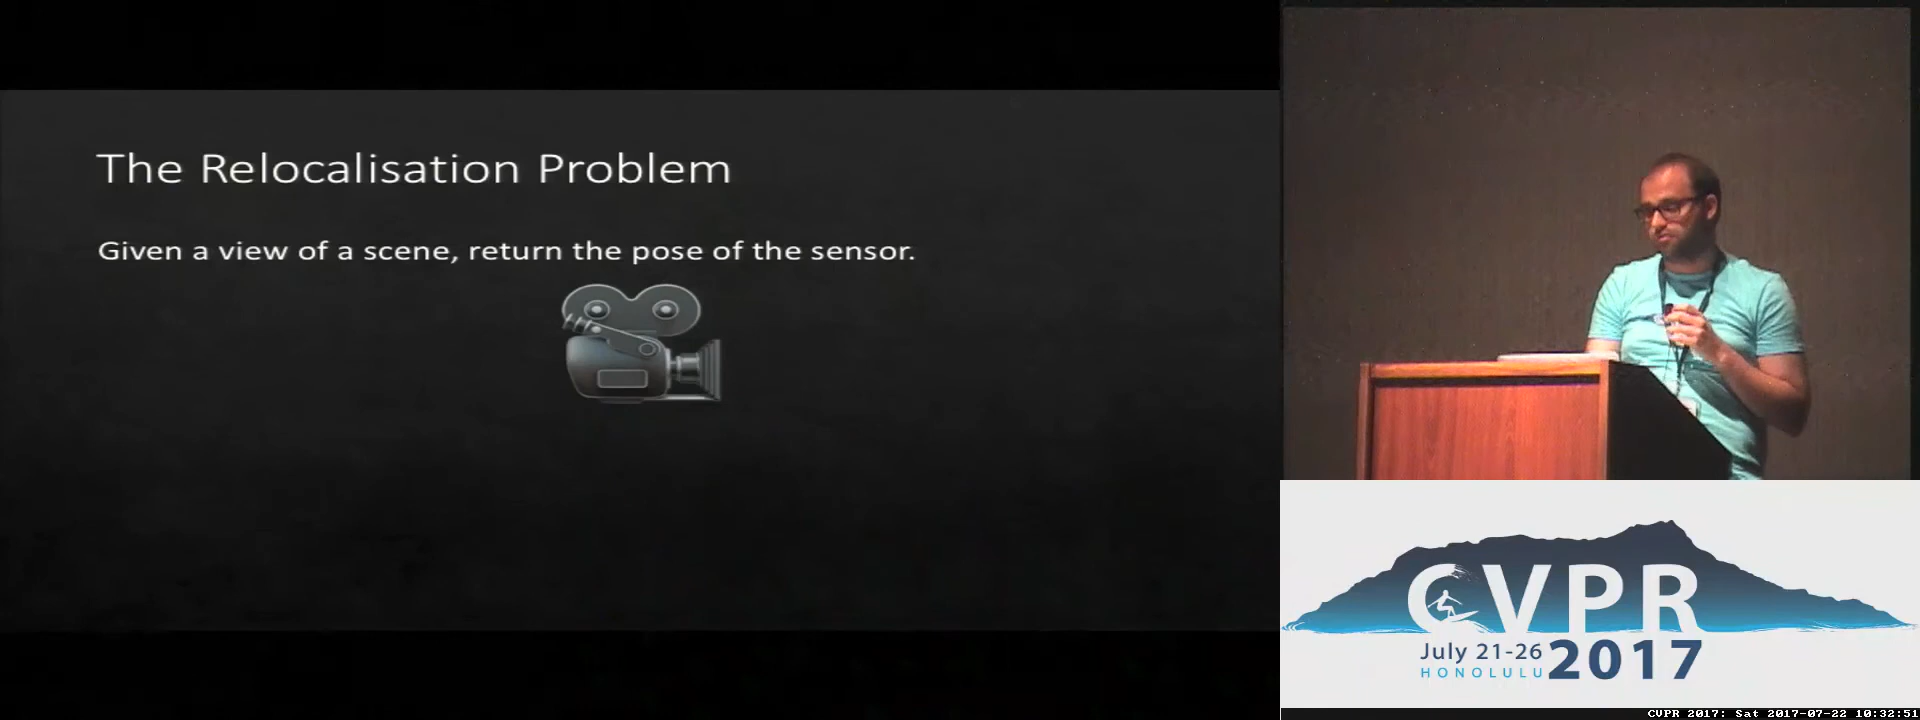 The Relocalisation Problem
Given a view of a scene, return the pose of the sensor.
CVPR
July 21-26
HONOLULU
2017
CVPR 2017: Sat 2017-07-22 10:32:51